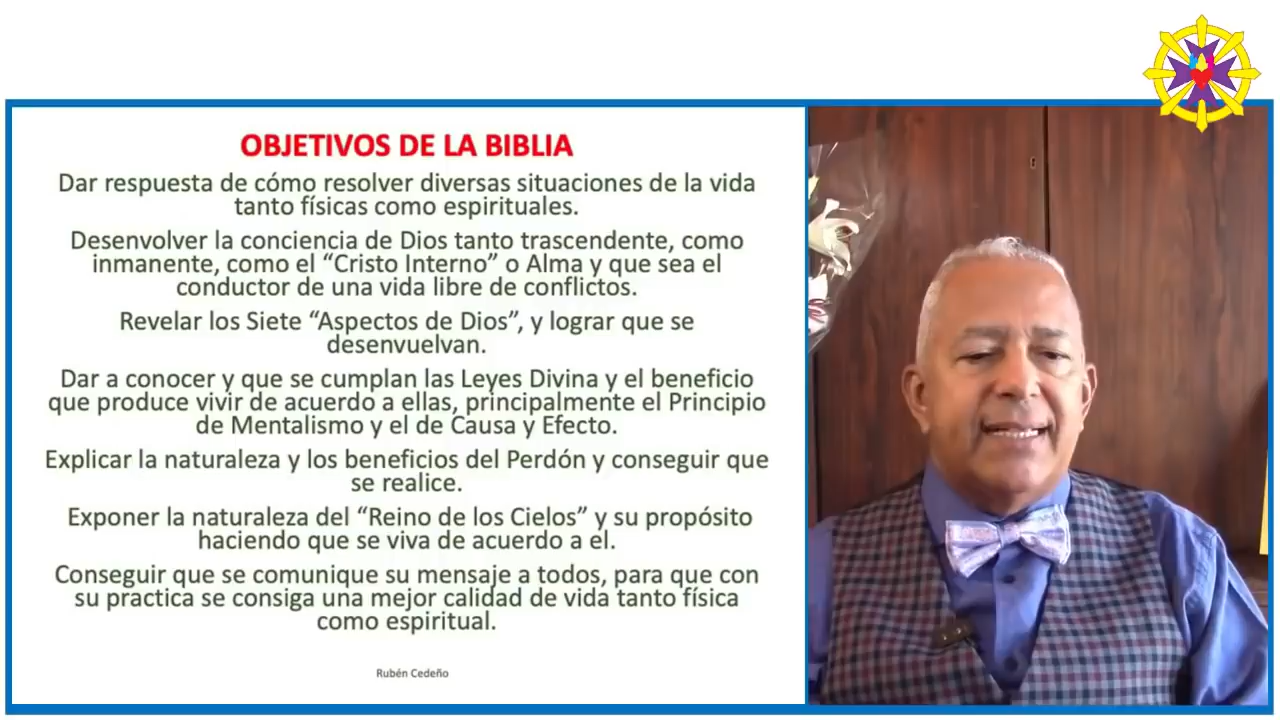 OBJETIVOS DE LA BIBLIA
Dar respuesta de cómo resolver diversas situaciones de la vida
tanto físicas como espirituales.
Desenvolver la conciencia de Dios tanto trascendente, como
inmanente, como el “Cristo Interno” o Alma y que sea el
conductor de una vida libre de conflictos.
Revelar los Siete “Aspectos de Dios”, y lograr que se
desenvuelvan.
Dar a conocer y que se cumplan las Leyes Divina y el beneficio
que produce vivir de acuerdo a ellas, principalmente el Principio
de Mentalismo y el de Causa y Efecto.
Explicar la naturaleza y los beneficios del Perdón y conseguir que
se realice.
Exponer la naturaleza del “Reino de los Cielos” y su propósito
haciendo que se viva de acuerdo a el.
Conseguir que se comunique su mensaje a todos, para que con
su practica se consiga una mejor calidad de vida tanto física
como espiritual.
Rubén Cedeño